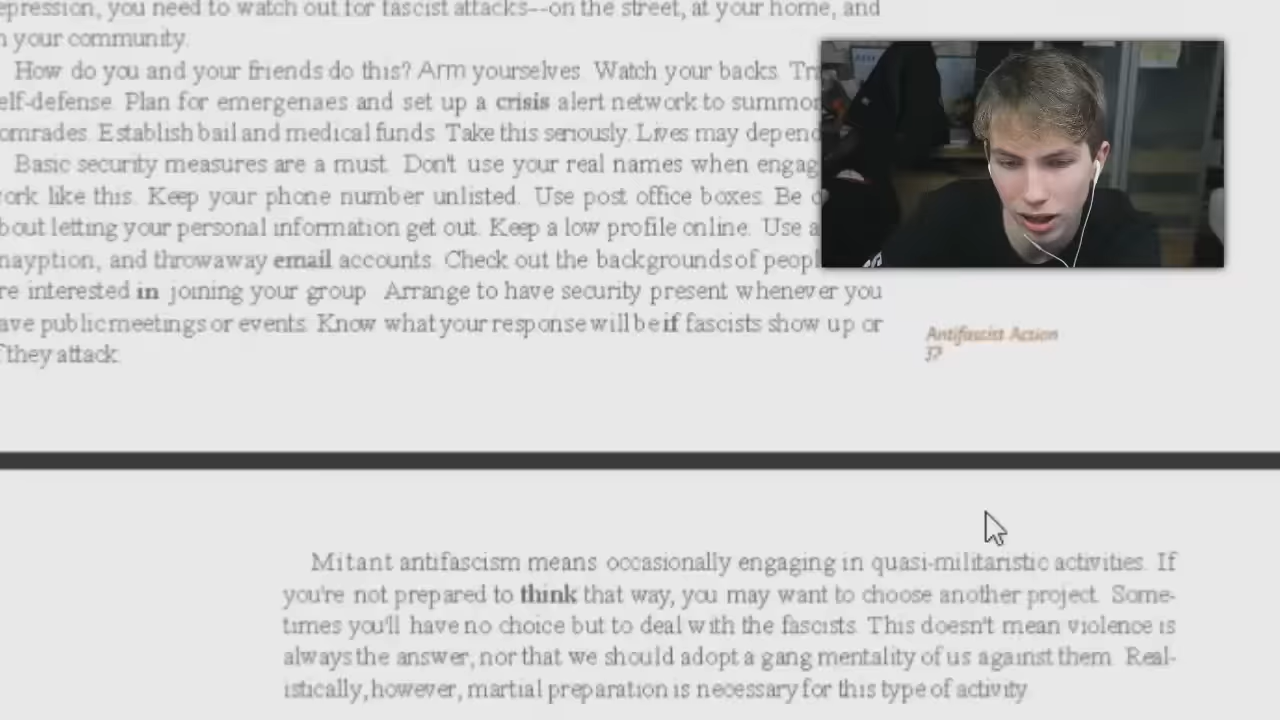 epression, you need to watch out for fascist attacks--on the street, at your home, and
n your community.
How do you and your friends do this? Arm yourselves. Watch your backs. Tr
elf-defense. Plan for emergenaes and set up a crisis alert network to summon
omrades. Establish bail and medical funds. Take this seriously. Lives may depend
Basic security measures are a must. Don't use your real names when engag
ork like this. Keep your phone number unlisted. Use post office boxes. Be
bout letting your personal information get out. Keep a low profile online. Use a
nayption, and throwaway email accounts. Check out the backgrounds of peopl
re interested in joining your group Arrange to have security present whenever you
ave public meetings or events. Know what your response will be if fascists show up or
f they attack.
Antifascist Action
37
Mitant antifascism means occasionally engaging in quasi-militaristic activities. If
you're not prepared to think that way, you may want to choose another project. Some-
times you'll have no choice but to deal with the fascists. This doesn't mean violence is
always the answer, nor that we should adopt a gang mentality of us against them. Real-
istically, however, martial preparation is necessary for this type of activity.